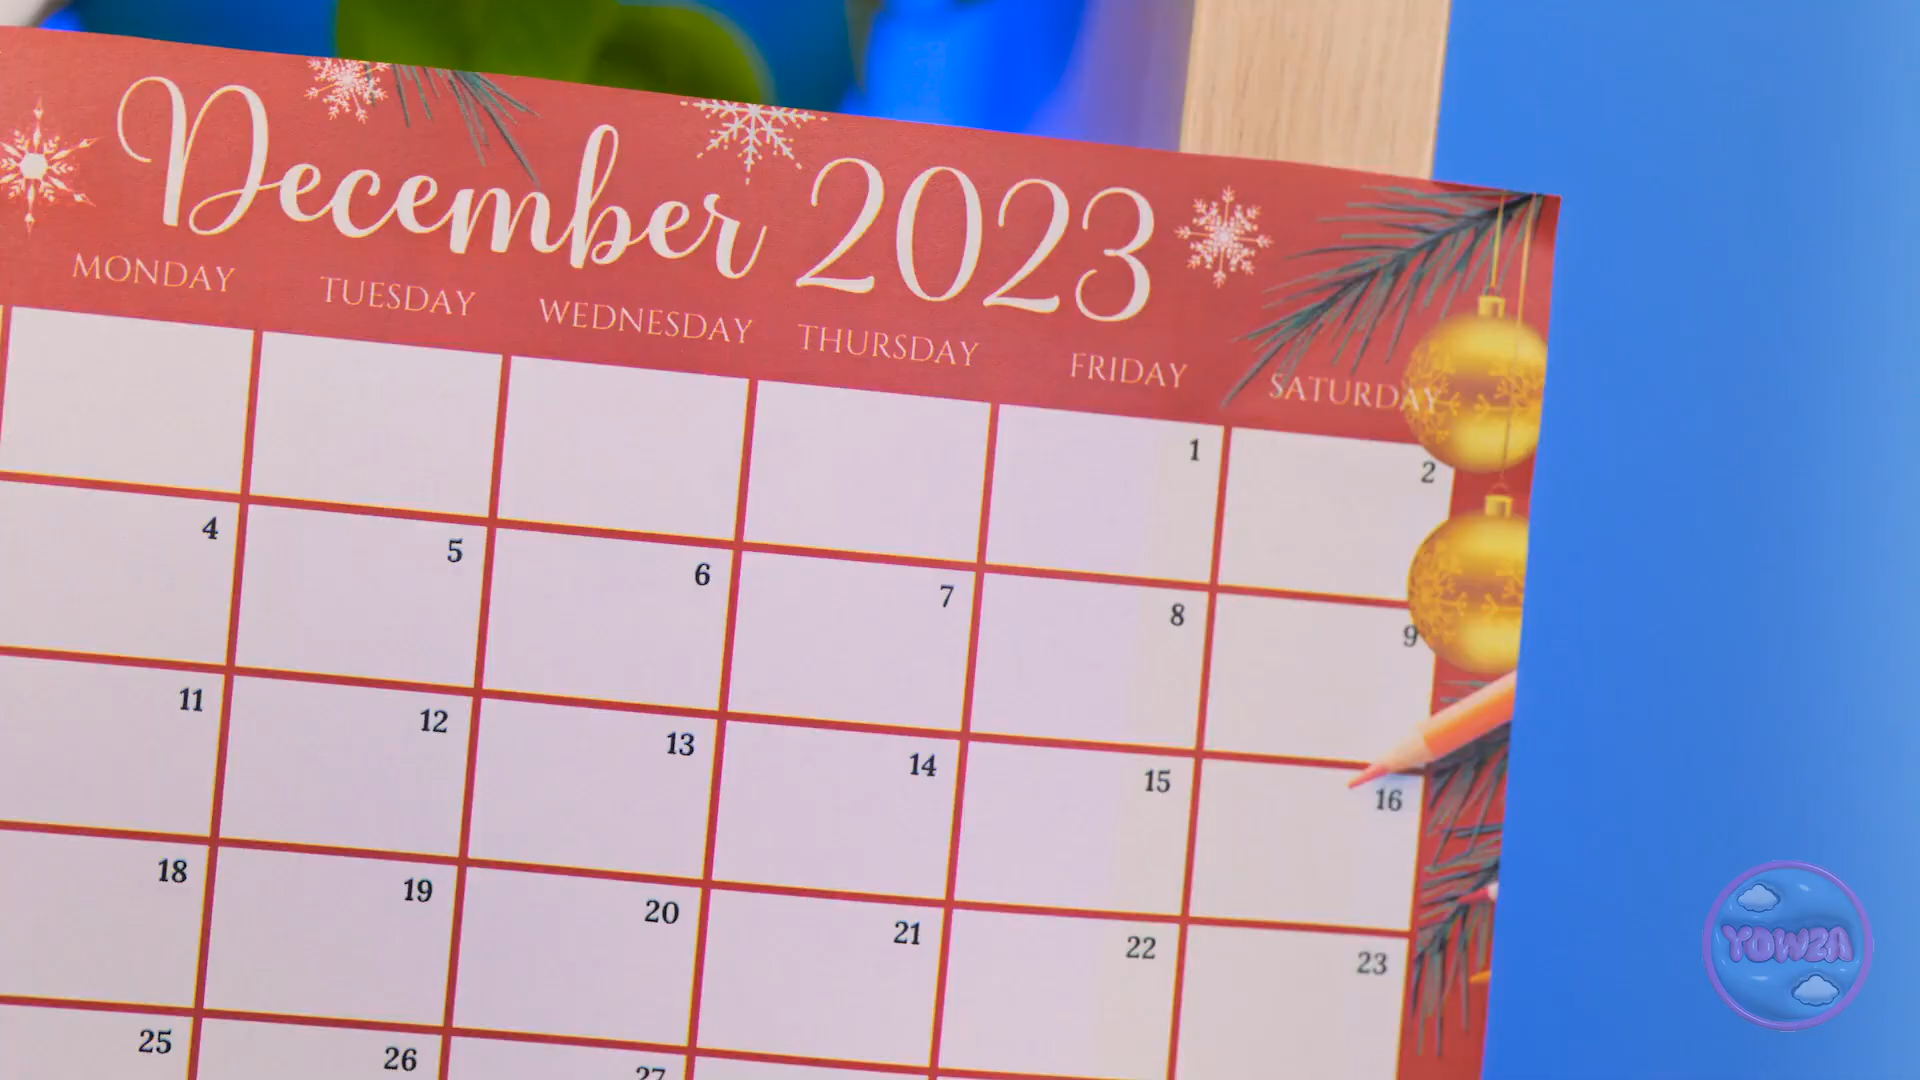 December 2023
MONDAY TUESDAY WEDNESDAY THURSDAY FRIDAY SATURDAY
1 2
4 5 6 7 8 9
11 12 13 14 15 16
18 19 20 21 22 23
25 26 27
YOWZA